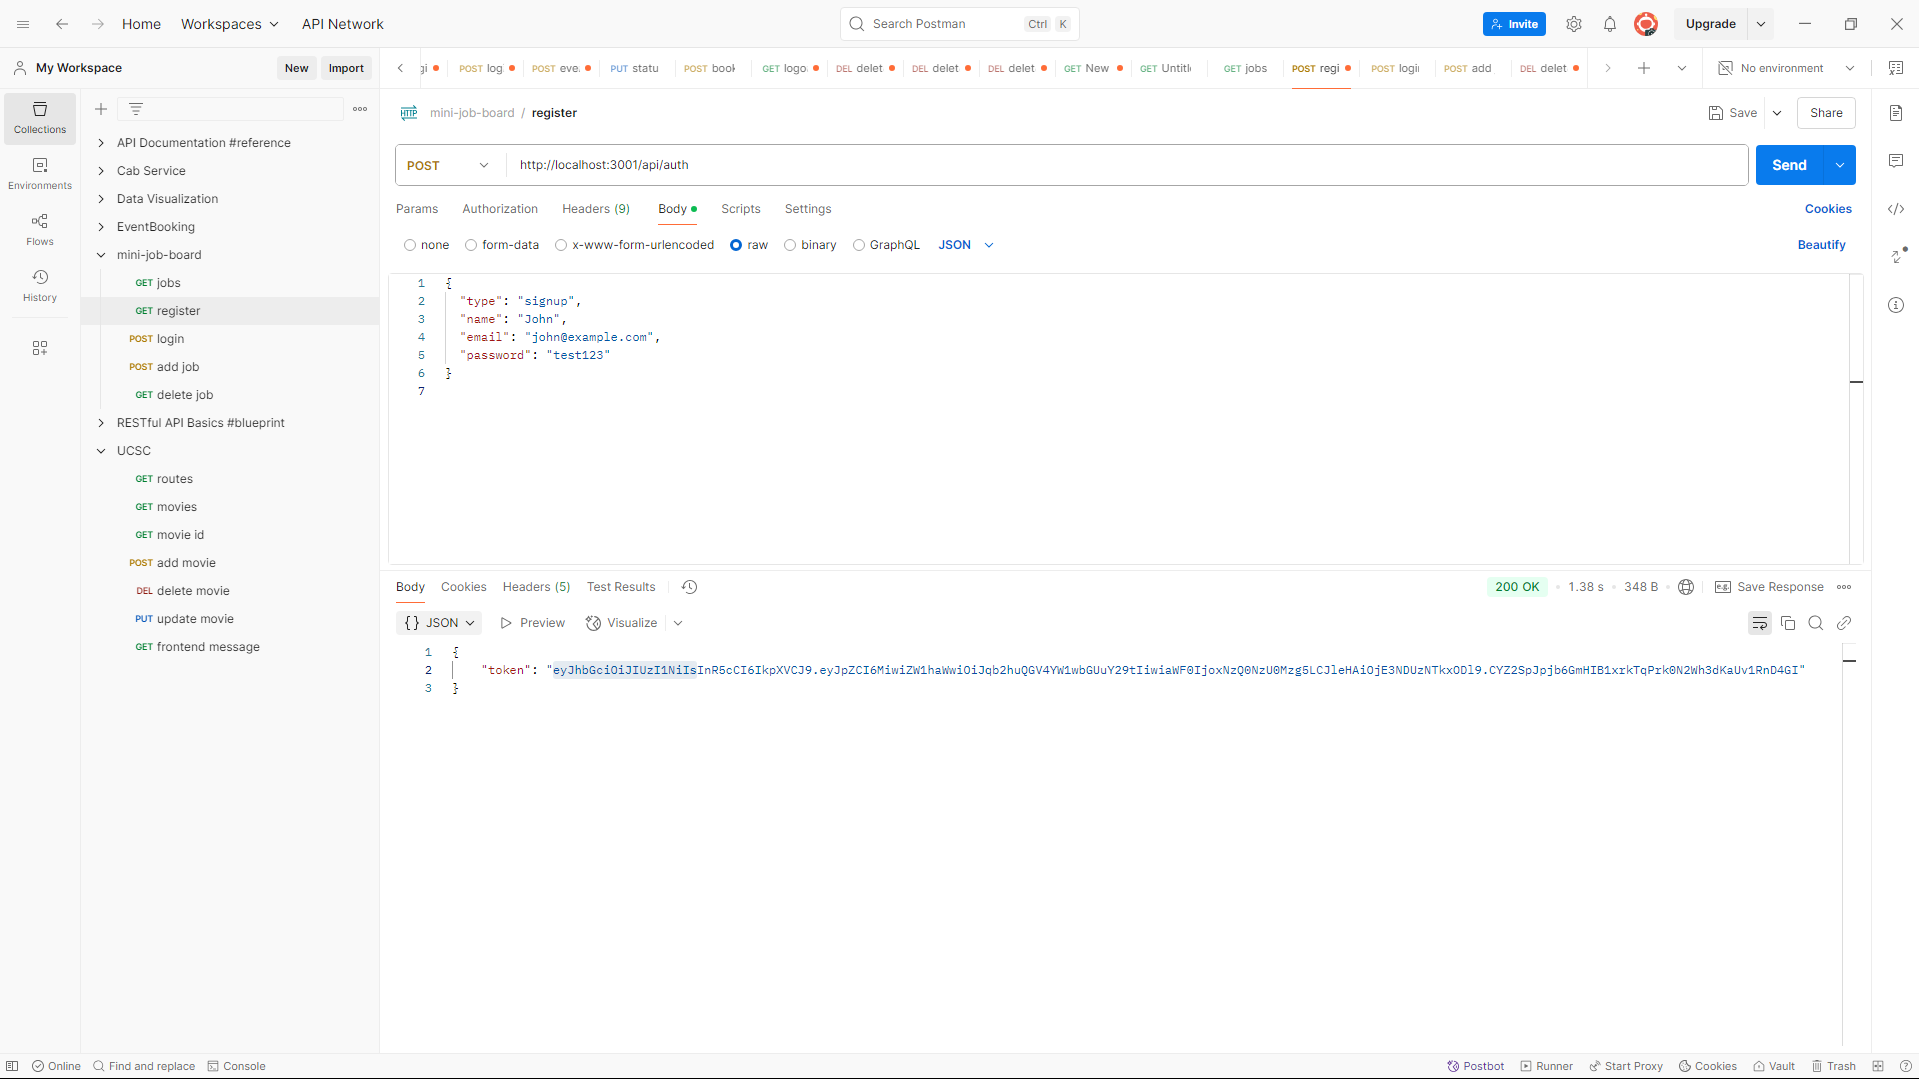 Home Workspaces API Network Search Postman Ctrl K Invite Upgrade
My Workspace New Import
gi POST log POST eve PUT statu POST book GET logo DEL delet DEL delet DEL delet GET New GET Untitl GET jobs POST regi POST logi POST add DEL delet No environment
Collections
Environments
Flows
History
API Documentation #reference
Cab Service
Data Visualization
EventBooking
mini-job-board
GET jobs
GET register
POST login
POST add job
GET delete job
RESTful API Basics #blueprint
UCSC
GET routes
GET movies
GET movie id
POST add movie
DEL delete movie
PUT update movie
GET frontend message
HTTP mini-job-board / register Save Share
POST http://localhost:3001/api/auth Send
Params Authorization Headers (9) Body Scripts Settings Cookies
none form-data x-www-form-urlencoded raw binary GraphQL JSON Beautify
1 {
2 "type": "signup",
3 "name": "John",
4 "email": "john@example.com",
5 "password": "test123"
6 }
7
Body Cookies Headers (5) Test Results 200 OK • 1.38 s • 348 B • e.g. Save Response
{} JSON Preview Visualize
1 {
2 "token": "eyJhbGciOiJIUzI1NiIsInR5cCI6IkpXVCJ9.eyJpZCI6MiwiZW1haWwiOiJqb2huQGV4YW1wbGUuY29tIiwiaWF0IjoxNzQ0NzU0Mzg5LCJleHAiOjE3NDUzNTkxODl9.CYZ2SpJpjb6GmHIB1xrkTqPrk0N2Wh3dKaUv1RnD4GI"
3 }
Online Find and replace Console Postbot Runner Start Proxy Cookies Vault Trash